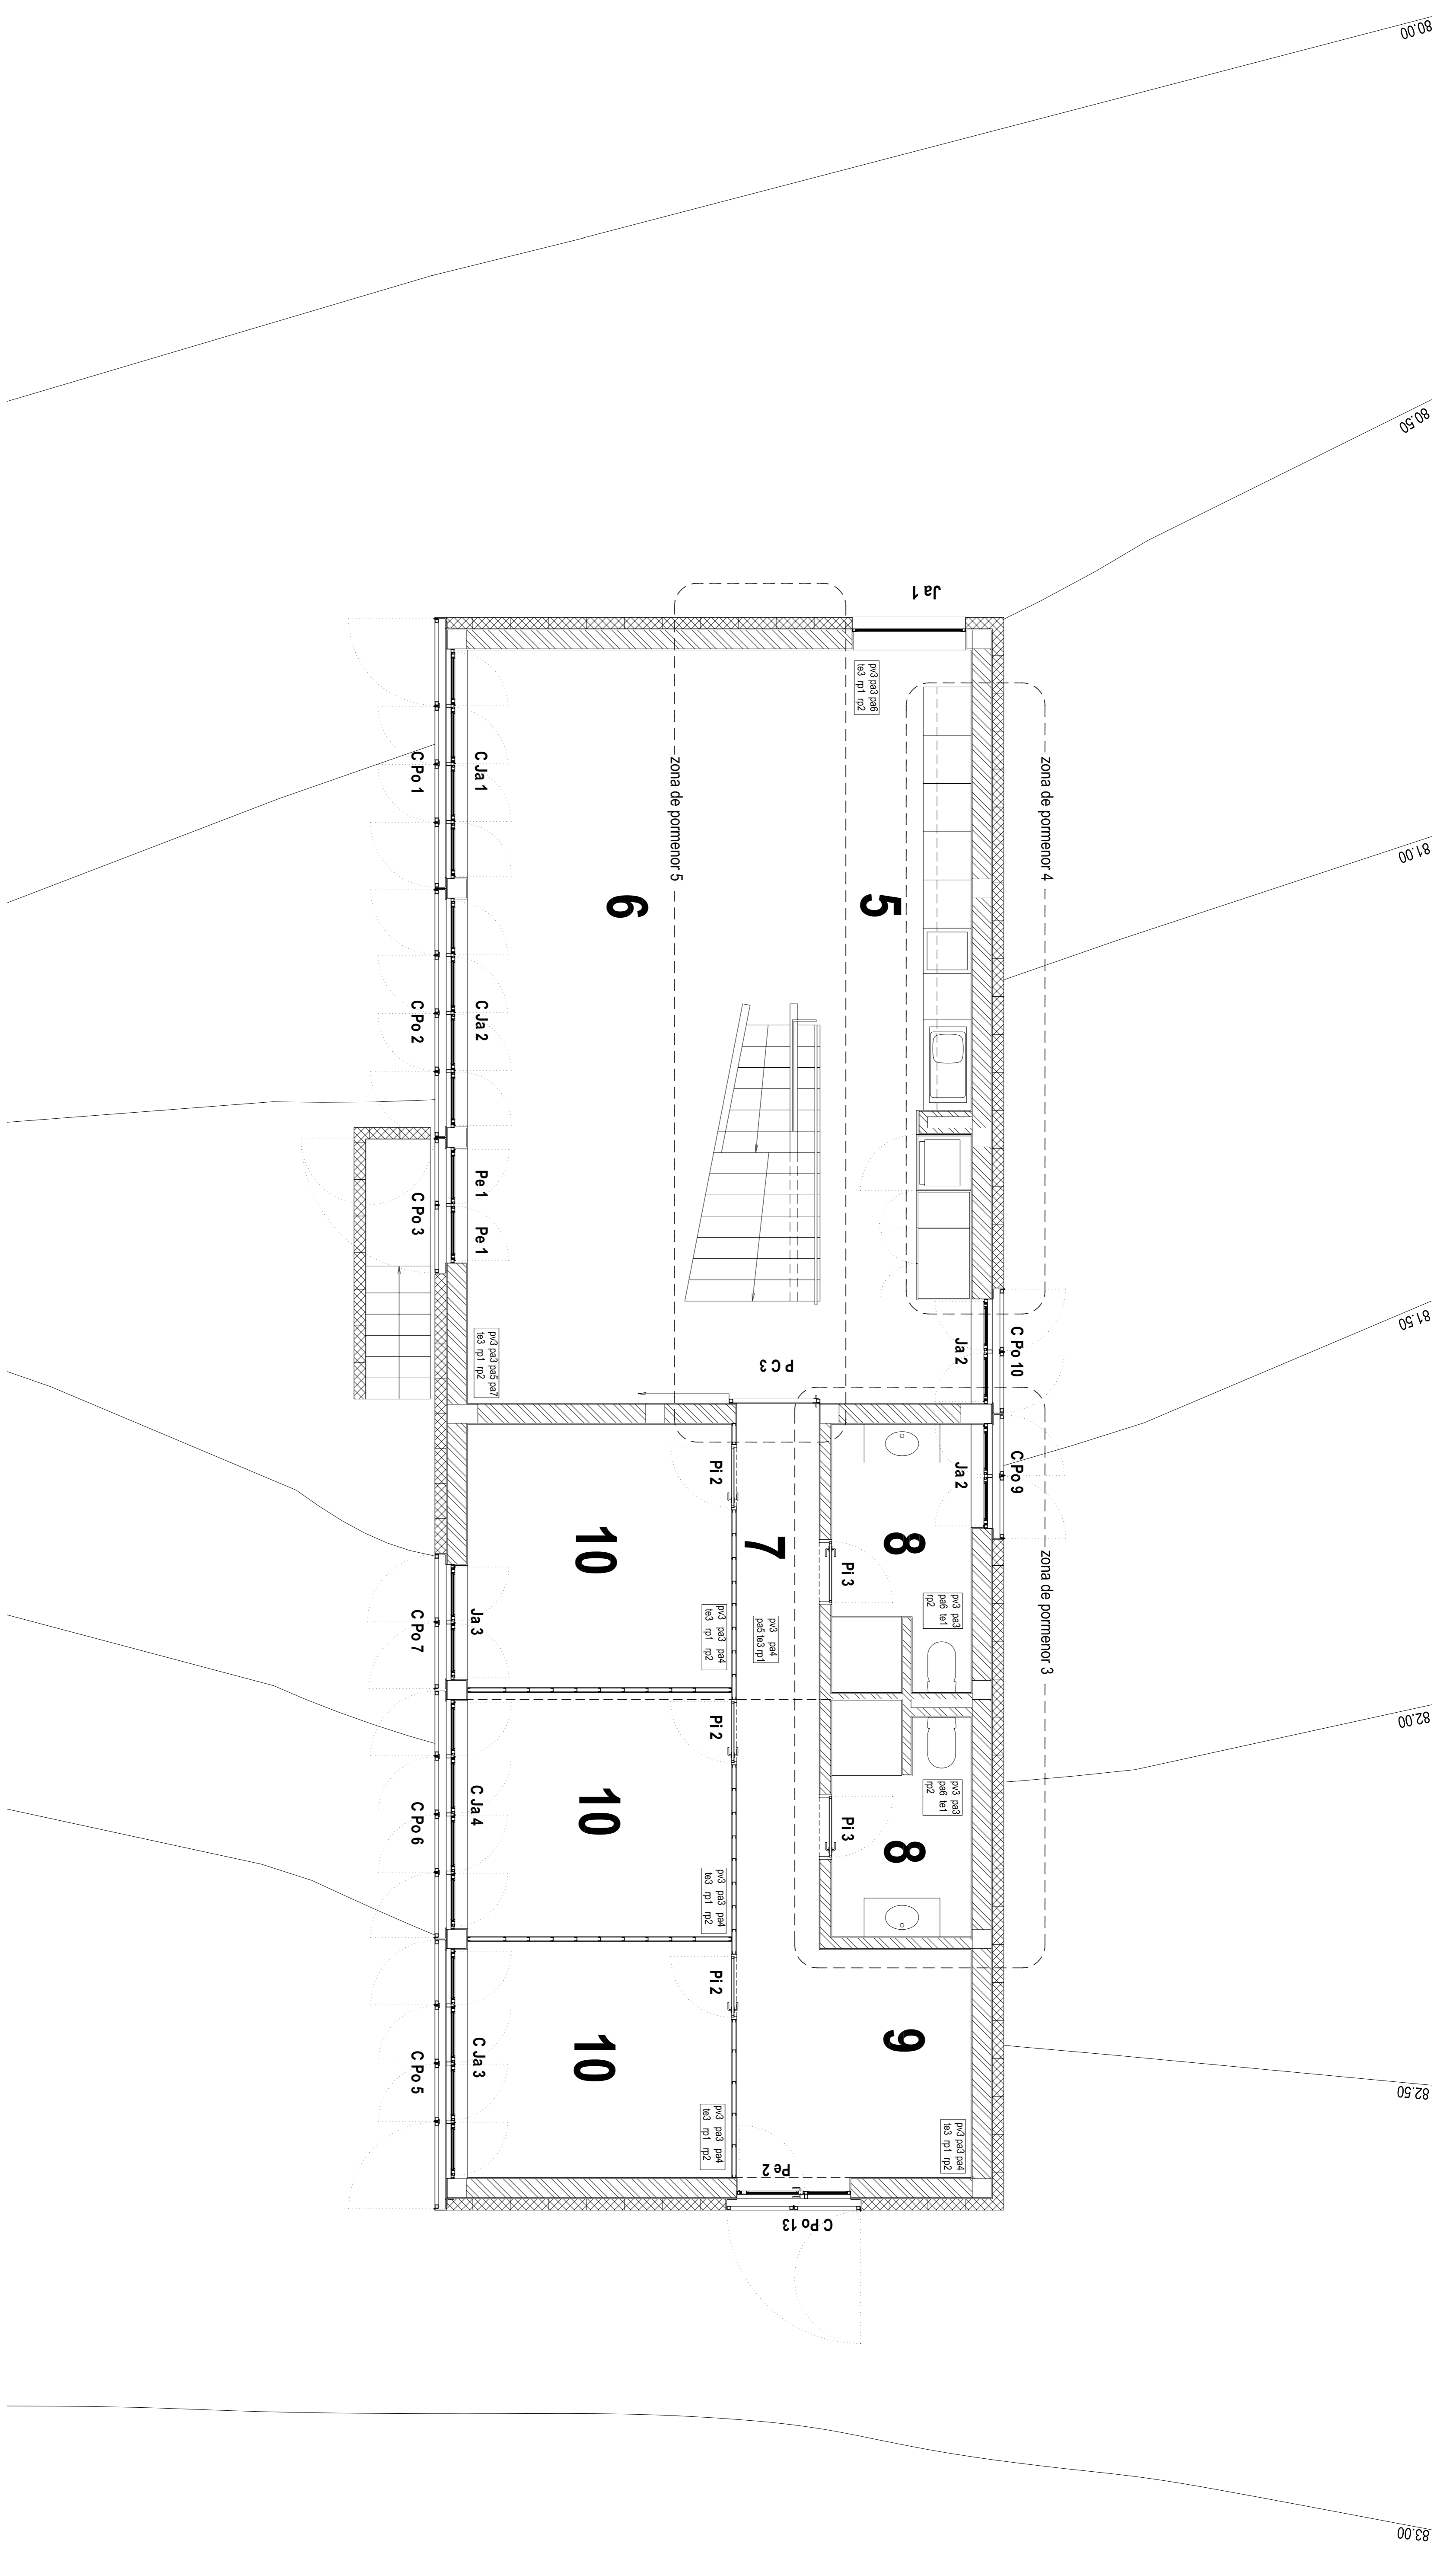 80.00
80.50
81.00
81.50
82.00
82.50
83.00
Ja 1
pv3 pa3 pa6
te3 rp1 rp2
zona de pormenor 4
zona de pormenor 5
5
6
C Ja 1
C Po 1
C Ja 2
C Po 2
Pe 1
Pe 1
C Po 3
pv3 pa3 pa5 pa7
te3 rp1 rp2
P C 3
C Po 10
Ja 2
C Po 9
Ja 2
zona de pormenor 3
8
pv3 pa3
pa6 te1
rp2
Pi 3
7
pv3 pa4
pa5 te3 rp1
Pi 2
10
pv3 pa3 pa4
te3 rp1 rp2
Ja 3
C Po 7
8
pv3 pa3
pa6 te1
rp2
Pi 3
Pi 2
10
pv3 pa3 pa4
te3 rp1 rp2
C Ja 4
C Po 6
9
pv3 pa3 pa4
te3 rp1 rp2
Pi 2
10
pv3 pa3 pa4
te3 rp1 rp2
C Ja 3
C Po 5
Pe 2
C Po 13